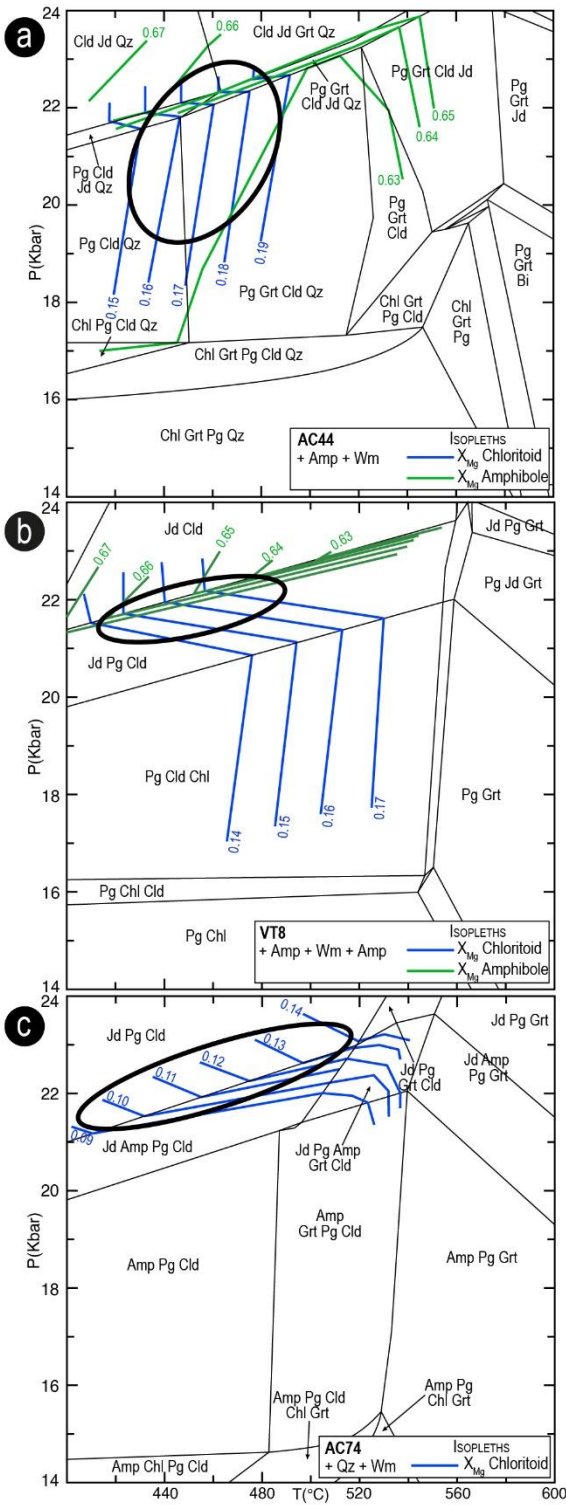 a
24
22
20
18
16
14
P(Kbar)
Cld Jd Qz
Cld Jd Grt Qz
0.67
0.66
Pg Grt
Cld Jd Qz
Pg Grt Cld Jd
Pg
Grt
Jd
0.65
0.64
0.63
Pg Cld
Jd Qz
Pg
Grt
Cld
Pg Cld Qz
0.15
0.16
0.17
0.18
0.19
Pg Grt Cld Qz
Pg
Grt
Bi
Chl Pg Cld Qz
Chl Grt Pg Cld Qz
Chl Grt
Pg Cld
Chl
Grt
Pg
Chl Grt Pg Qz
AC44
+ Amp + Wm
Isopleths
XMg Chloritoid
XMg Amphibole
b
24
22
20
18
16
14
P(Kbar)
Jd Cld
0.67
0.66
0.65
0.64
0.63
Jd Pg Grt
Pg Jd Grt
Jd Pg Cld
Pg Cld Chl
0.14
0.15
0.16
0.17
Pg Grt
Pg Chl Cld
Pg Chl
VT8
+ Amp + Wm + Amp
Isopleths
XMg Chloritoid
XMg Amphibole
c
24
22
20
18
16
14
P(Kbar)
Jd Pg Cld
0.14
0.13
0.12
0.11
0.10
0.09
Jd Pg Grt
Jd Amp
Pg Grt
Jd Pg
Grt Cld
Jd Amp Pg Cld
Jd Pg Amp
Grt Cld
Amp
Grt Pg Cld
Amp Pg Cld
Amp Pg Grt
Amp Pg Cld
Chl Grt
Amp Pg
Chl Grt
Amp Chl Pg Cld
AC74
+ Qz + Wm
Isopleths
XMg Chloritoid
440
480
T(°C)
520
560
600